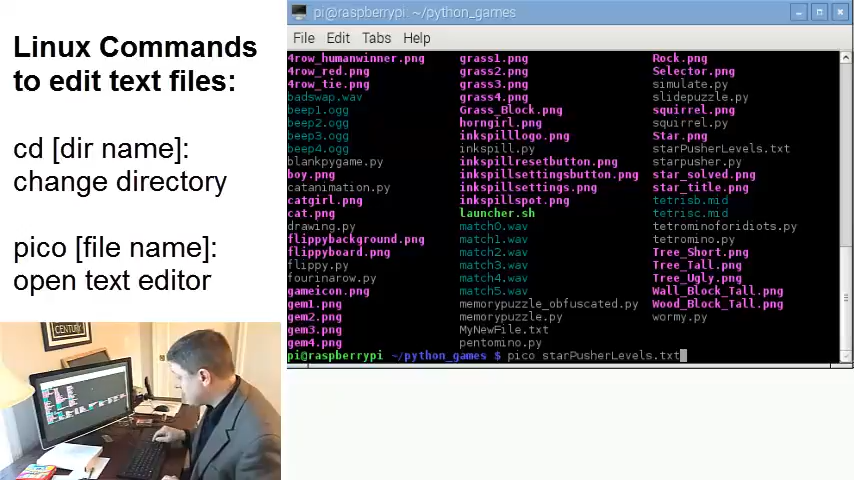 Linux Commands
to edit text files:
cd [dir name]:
change directory
pico [file name]:
open text editor
CENTURY
pi@raspberrypi: ~/python_games
File Edit Tabs Help
4row_humanwinner.png grass1.png Rock.png
4row_red.png grass2.png Selector.png
4row_tie.png grass3.png simulate.py
badswap.wav grass4.png slidepuzzle.py
beep1.ogg Grass_Block.png squirrel.png
beep2.ogg horngirl.png squirrel.py
beep3.ogg inkspilllogo.png Star.png
beep4.ogg inkspill.py starPusherLevels.txt
blankpygame.py inkspillresetbutton.png starpusher.py
boy.png inkspillsettingsbutton.png star_solved.png
catanimation.py inkspillsettings.png star_title.png
catgirl.png inkspillspot.png tetrisb.mid
cat.png launcher.sh tetrisc.mid
drawing.py match0.wav tetrominoforidiots.py
flippybackground.png match1.wav tetromino.py
flippyboard.png match2.wav Tree_Short.png
flippy.py match3.wav Tree_Tall.png
fourinarow.py match4.wav Tree_Ugly.png
gameicon.png match5.wav Wall_Block_Tall.png
gem1.png memorypuzzle_obfuscated.py Wood_Block_Tall.png
gem2.png memorypuzzle.py wormy.py
gem3.png MyNewFile.txt
gem4.png pentomino.py
pi@raspberrypi ~/python_games $ pico starPusherLevels.txt